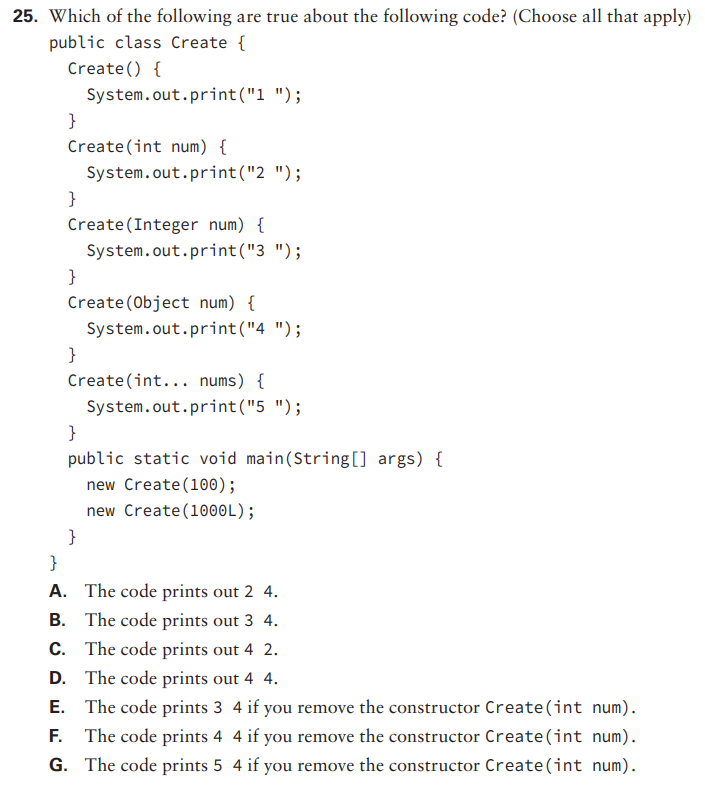 25. Which of the following are true about the following code? (Choose all that apply)
public class Create {
Create() {
System.out.print("1 ");
}
Create(int num) {
System.out.print("2 ");
}
Create(Integer num) {
System.out.print("3 ");
}
Create(Object num) {
System.out.print("4 ");
}
Create(int... nums) {
System.out.print("5 ");
}
public static void main(String[] args) {
new Create(100);
new Create(1000L);
}
}
A. The code prints out 2 4.
B. The code prints out 3 4.
C. The code prints out 4 2.
D. The code prints out 4 4.
E. The code prints 3 4 if you remove the constructor Create(int num).
F. The code prints 4 4 if you remove the constructor Create(int num).
G. The code prints 5 4 if you remove the constructor Create(int num).